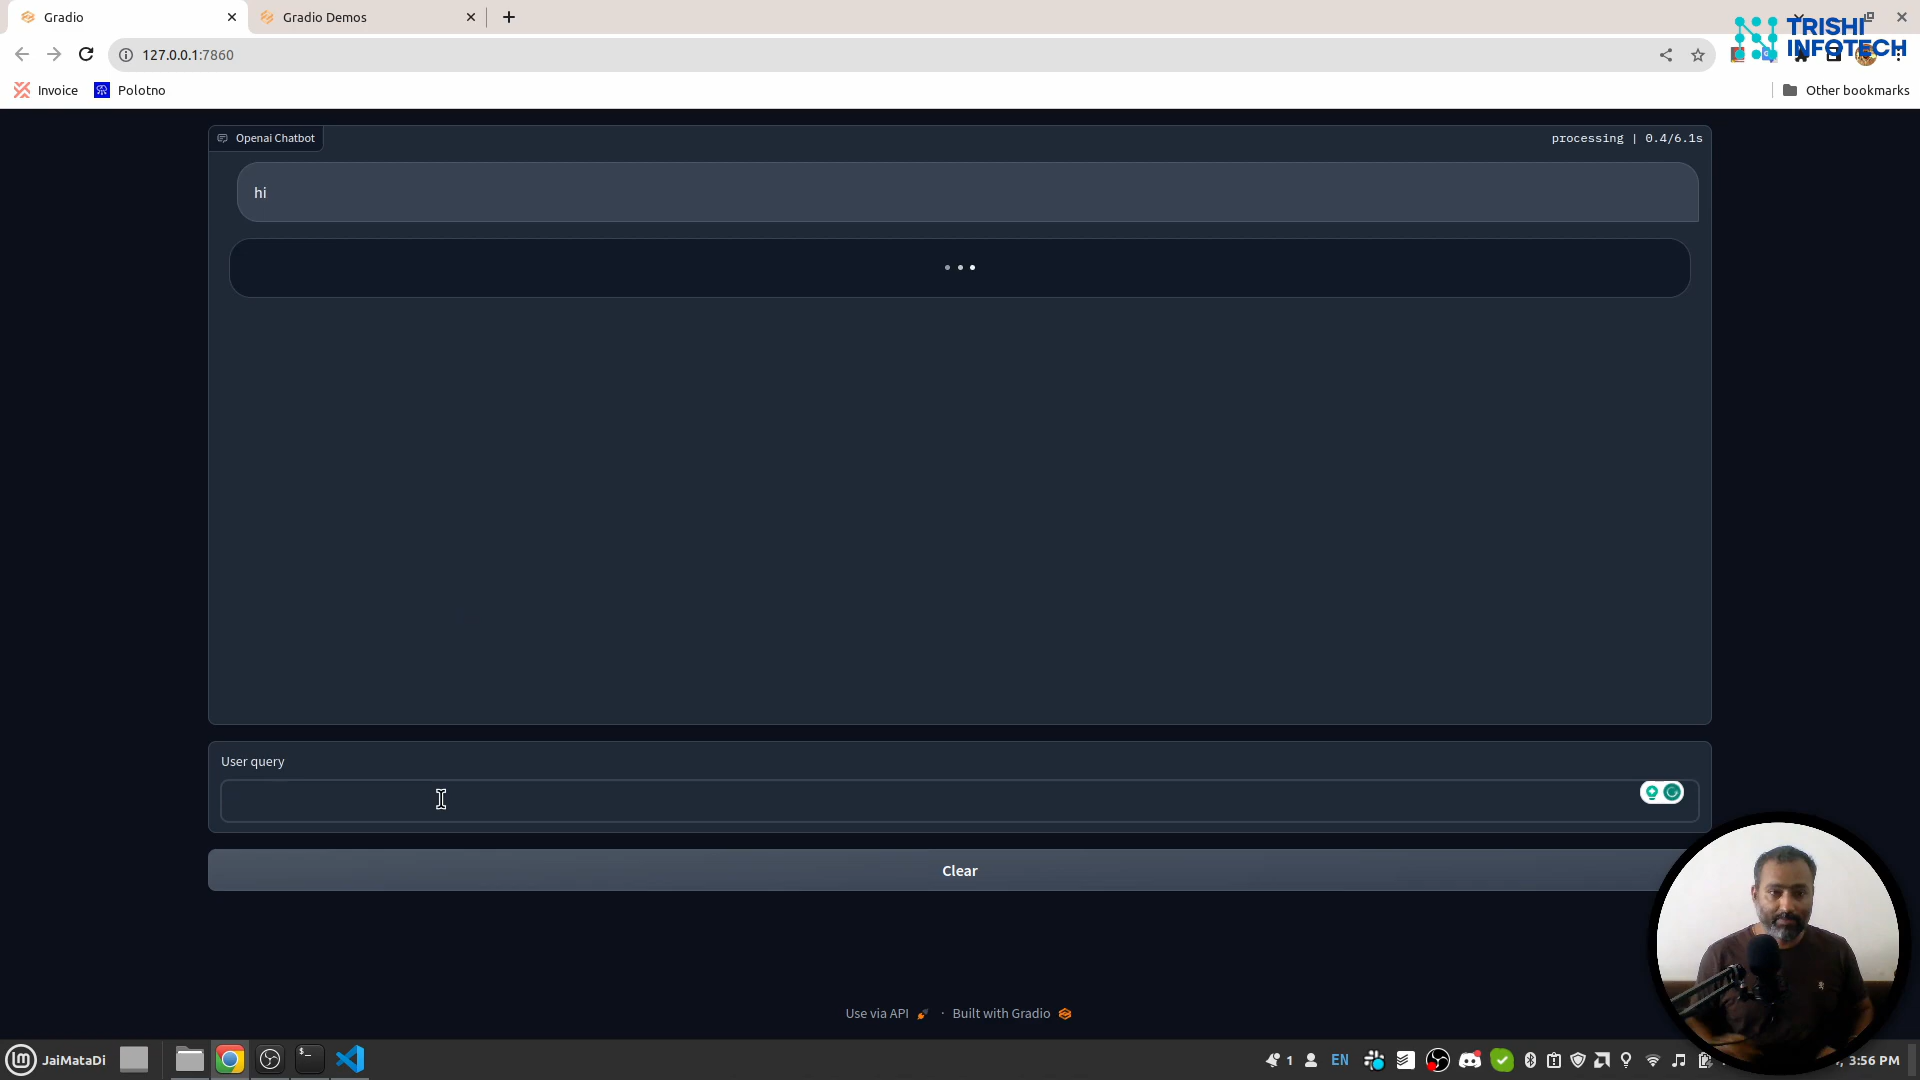 Gradio
Gradio Demos
TRISHI
INFOTECH
127.0.0.1:7860
Invoice
Polotno
Other bookmarks
Openai Chatbot
processing | 0.4/6.1s
hi
User query
Clear
Use via API
· Built with Gradio
JaiMataDi
1
EN
3:56 PM